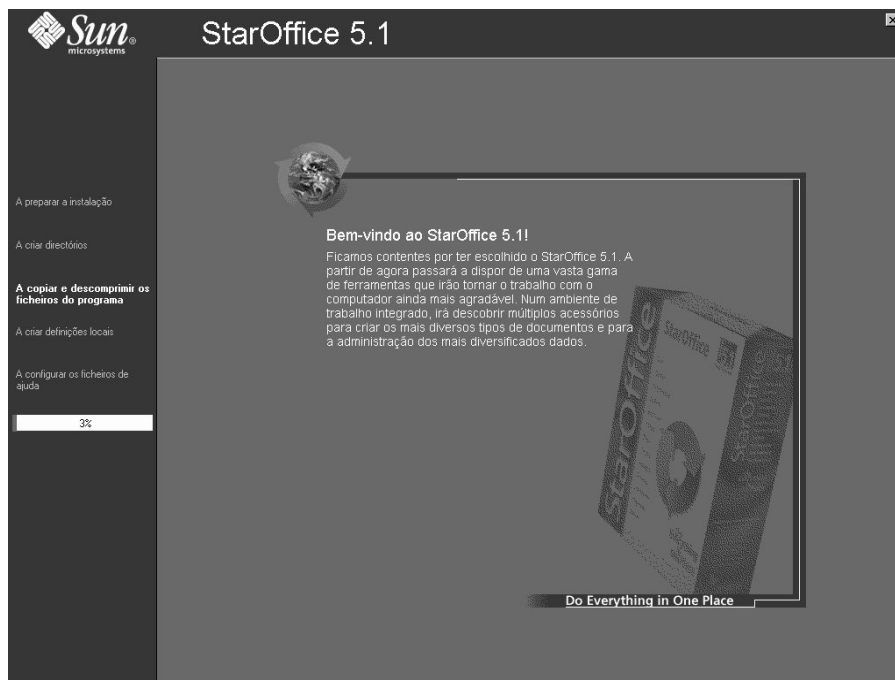 Sun
microsystems
StarOffice 5.1
A preparar a instalação
A criar directórios
A copiar e descomprimir os
ficheiros do programa
A criar definições locais
A configurar os ficheiros de
ajuda
3%
Bem-vindo ao StarOffice 5.1!
Ficamos contentes por ter escolhido o StarOffice 5.1. A
partir de agora passará a dispor de uma vasta gama
de ferramentas que irão tornar o trabalho com o
computador ainda mais agradável. Num ambiente de
trabalho integrado, irá descobrir múltiplos acessórios
para criar os mais diversos tipos de documentos e para
a administração dos mais diversificados dados.
StarOffice
StarOffice
StarOffice
Do Everything in One Place